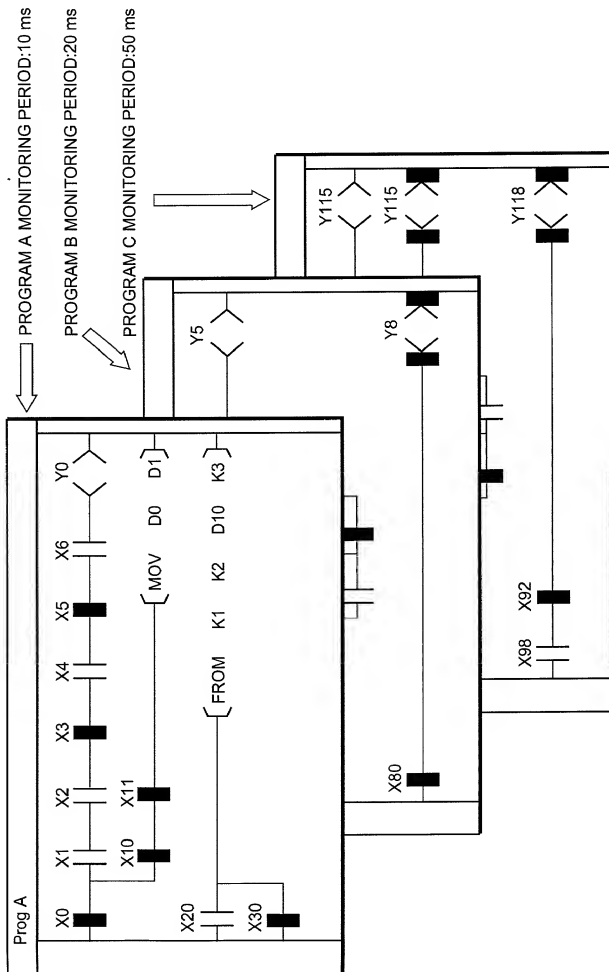 PROGRAM A MONITORING PERIOD:10 ms
PROGRAM B MONITORING PERIOD:20 ms
PROGRAM C MONITORING PERIOD:50 ms
Prog A
X0 X1 X2 X3 X4 X5 X6 Y0
X10 X11 MOV D0 D1
X20 FROM K1 K2 D10 K3
X30
Y5
X80 Y8
Y115
Y115
X98 X92 Y118